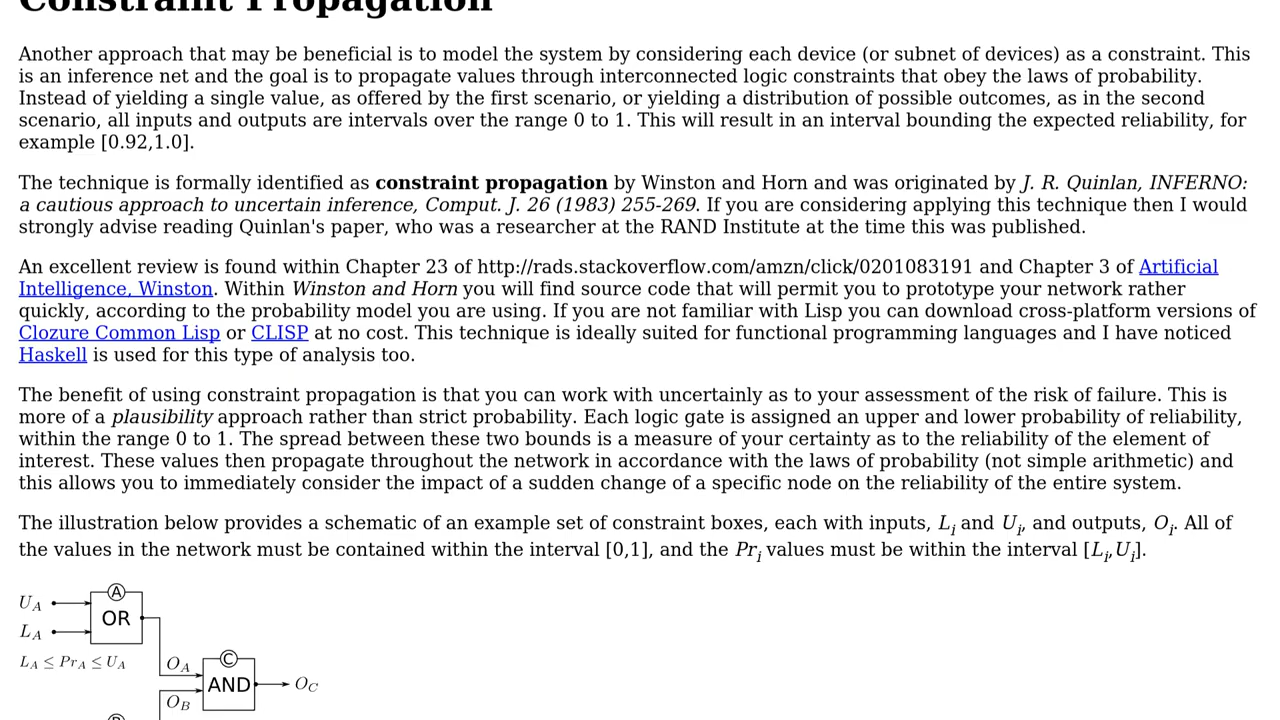 Constraint Propagation
Another approach that may be beneficial is to model the system by considering each device (or subnet of devices) as a constraint. This
is an inference net and the goal is to propagate values through interconnected logic constraints that obey the laws of probability.
Instead of yielding a single value, as offered by the first scenario, or yielding a distribution of possible outcomes, as in the second
scenario, all inputs and outputs are intervals over the range 0 to 1. This will result in an interval bounding the expected reliability, for
example [0.92,1.0].
The technique is formally identified as constraint propagation by Winston and Horn and was originated by J. R. Quinlan, INFERNO:
a cautious approach to uncertain inference, Comput. J. 26 (1983) 255-269. If you are considering applying this technique then I would
strongly advise reading Quinlan's paper, who was a researcher at the RAND Institute at the time this was published.
An excellent review is found within Chapter 23 of http://rads.stackoverflow.com/amzn/click/0201083191 and Chapter 3 of Artificial
Intelligence, Winston. Within Winston and Horn you will find source code that will permit you to prototype your network rather
quickly, according to the probability model you are using. If you are not familiar with Lisp you can download cross-platform versions of
Clozure Common Lisp or CLISP at no cost. This technique is ideally suited for functional programming languages and I have noticed
Haskell is used for this type of analysis too.
The benefit of using constraint propagation is that you can work with uncertainly as to your assessment of the risk of failure. This is
more of a plausibility approach rather than strict probability. Each logic gate is assigned an upper and lower probability of reliability,
within the range 0 to 1. The spread between these two bounds is a measure of your certainty as to the reliability of the element of
interest. These values then propagate throughout the network in accordance with the laws of probability (not simple arithmetic) and
this allows you to immediately consider the impact of a sudden change of a specific node on the reliability of the entire system.
The illustration below provides a schematic of an example set of constraint boxes, each with inputs, Li and Ui, and outputs, Oi. All of
the values in the network must be contained within the interval [0,1], and the Pri values must be within the interval [Li,Ui].
A
UA
OR
LA
LA ≤ PrA ≤ UA
OA
C
AND
OC
OB
B